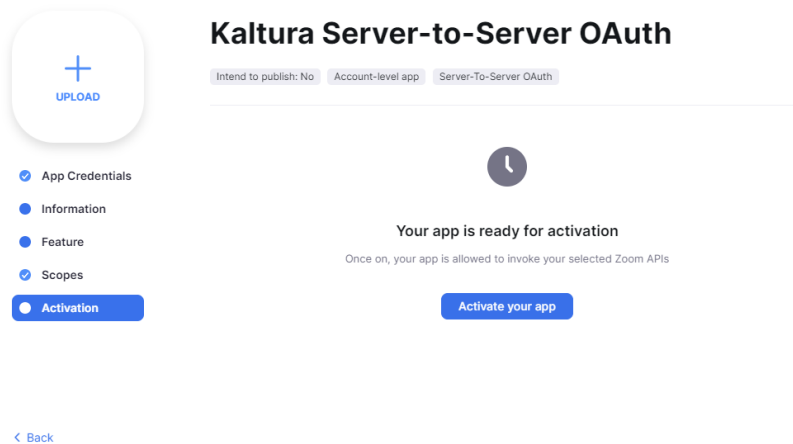 Kaltura Server-to-Server OAuth
Intend to publish: No
Account-level app
Server-To-Server OAuth
UPLOAD
App Credentials
Information
Feature
Scopes
Activation
Your app is ready for activation
Once on, your app is allowed to invoke your selected Zoom APIs
Activate your app
Back